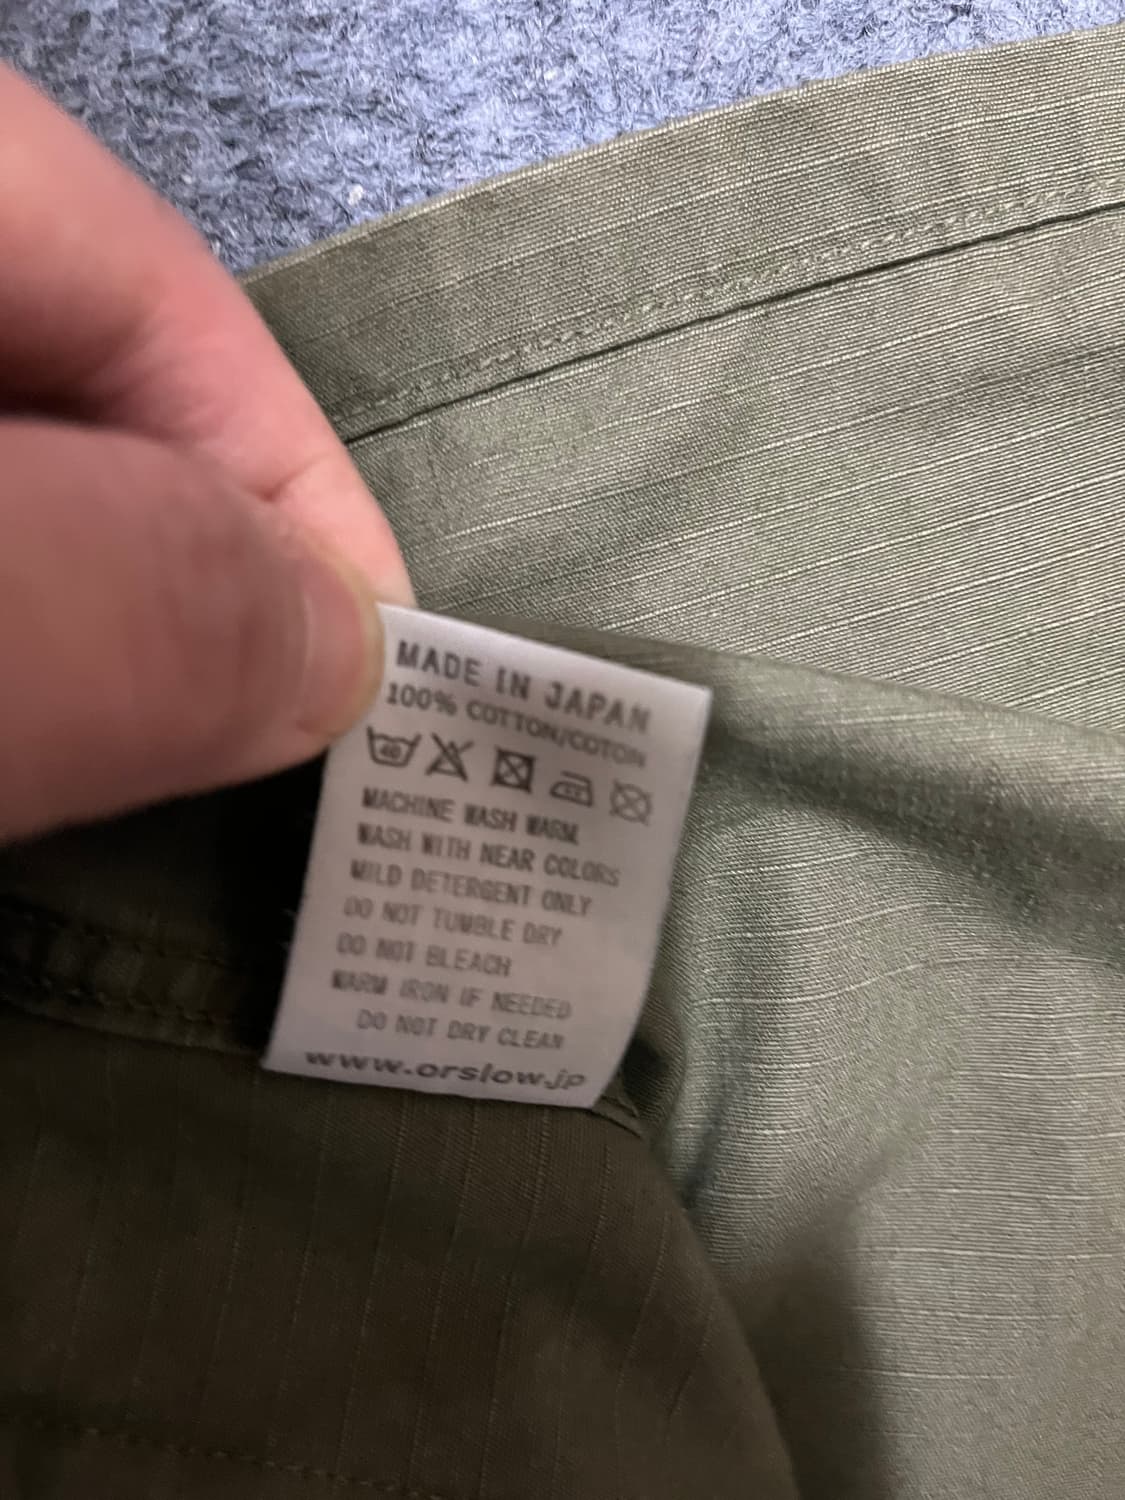 MADE IN JAPAN
100% COTTON/COTON
40
MACHINE WASH WARM,
WASH WITH NEAR COLORS
MILD DETERGENT ONLY
DO NOT TUMBLE DRY
DO NOT BLEACH
WARM IRON IF NEEDED
DO NOT DRY CLEAN
www.orslow.jp